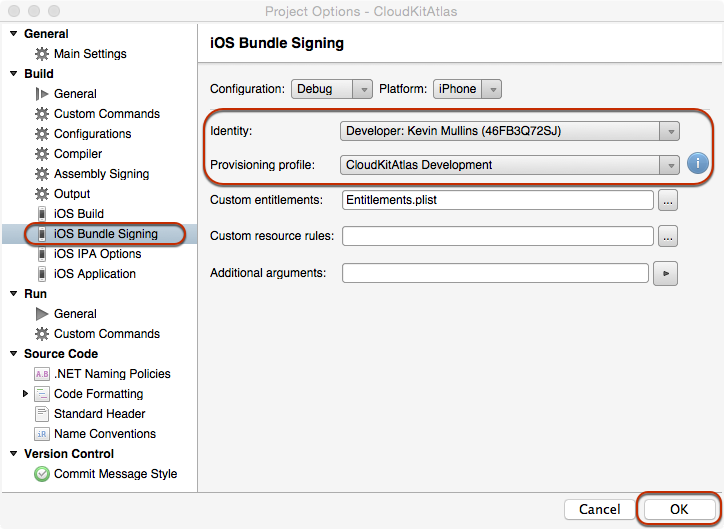 Project Options - CloudKitAtlas
General
Main Settings
Build
General
Custom Commands
Configurations
Compiler
Assembly Signing
Output
iOS Build
iOS Bundle Signing
iOS IPA Options
iOS Application
Run
General
Custom Commands
Source Code
A.B .NET Naming Policies
Code Formatting
Standard Header
iR Name Conventions
Version Control
Commit Message Style
iOS Bundle Signing
Configuration: Debug Platform: iPhone
Identity: Developer: Kevin Mullins (46FB3Q72SJ)
Provisioning profile: CloudKitAtlas Development i
Custom entitlements: Entitlements.plist ...
Custom resource rules: ...
Additional arguments:
Cancel OK